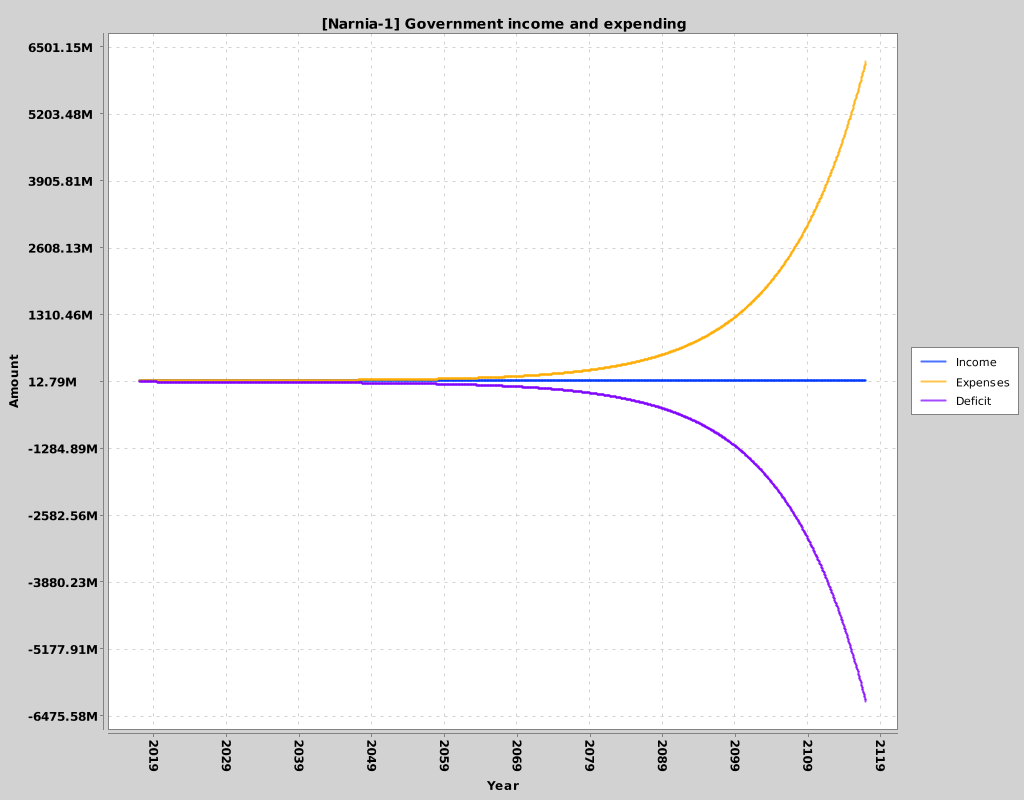 [Narnia-1] Government income and expending
6501.15M
5203.48M
3905.81M
2608.13M
1310.46M
12.79M
-1284.89M
-2582.56M
-3880.23M
-5177.91M
-6475.58M
Amount
2019
2029
2039
2049
2059
2069
2079
2089
2099
2109
2119
Year
Income
Expenses
Deficit